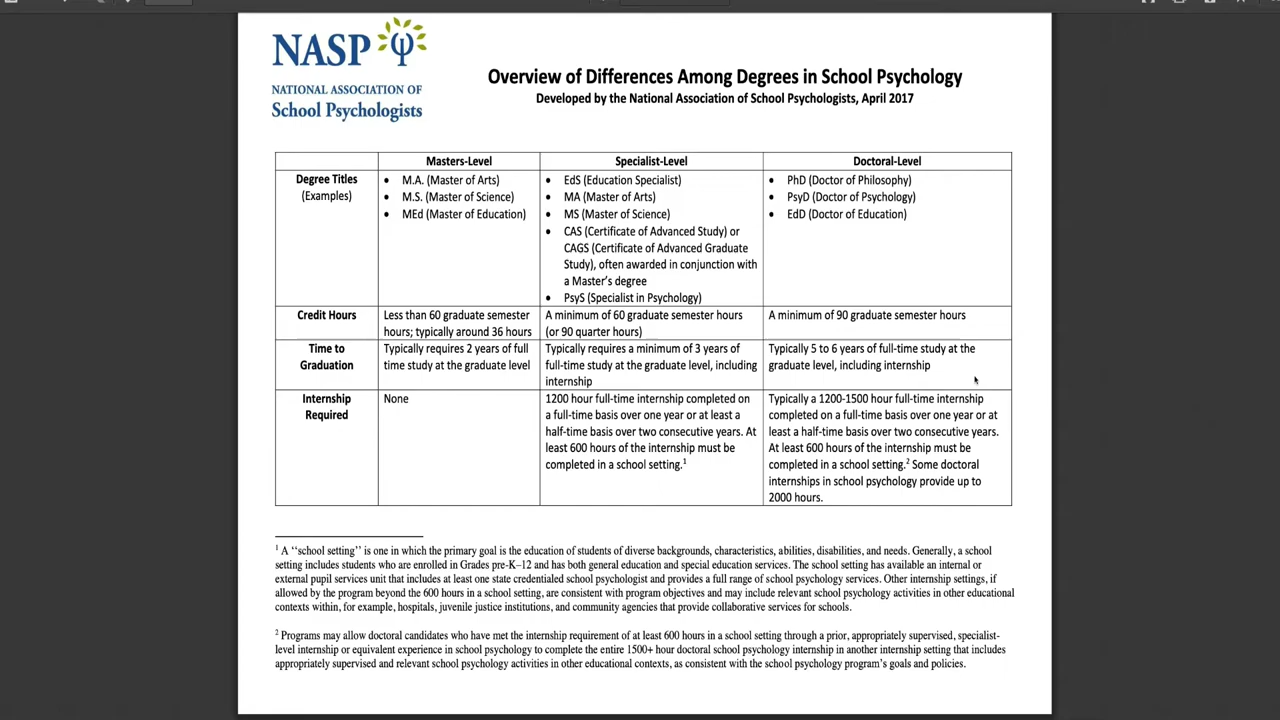 NASP
NATIONAL ASSOCIATION OF
School Psychologists
Overview of Differences Among Degrees in School Psychology
Developed by the National Association of School Psychologists, April 2017
Masters-Level
Specialist-Level
Doctoral-Level
Degree Titles
(Examples)
• M.A. (Master of Arts)
• M.S. (Master of Science)
• MEd (Master of Education)
• EdS (Education Specialist)
• MA (Master of Arts)
• MS (Master of Science)
• CAS (Certificate of Advanced Study) or
CAGS (Certificate of Advanced Graduate
Study), often awarded in conjunction with
a Master's degree
• PsyS (Specialist in Psychology)
• PhD (Doctor of Philosophy)
• PsyD (Doctor of Psychology)
• EdD (Doctor of Education)
Credit Hours
Less than 60 graduate semester
hours; typically around 36 hours
A minimum of 60 graduate semester hours
(or 90 quarter hours)
A minimum of 90 graduate semester hours
Time to
Graduation
Typically requires 2 years of full
time study at the graduate level
Typically requires a minimum of 3 years of
full-time study at the graduate level, including
internship
Typically 5 to 6 years of full-time study at the
graduate level, including internship
Internship
Required
None
1200 hour full-time internship completed on
a full-time basis over one year or at least a
half-time basis over two consecutive years. At
least 600 hours of the internship must be
completed in a school setting.1
Typically a 1200-1500 hour full-time internship
completed on a full-time basis over one year or at
least a half-time basis over two consecutive years.
At least 600 hours of the internship must be
completed in a school setting.2 Some doctoral
internships in school psychology provide up to
2000 hours.
1 A ‘‘school setting’’ is one in which the primary goal is the education of students of diverse backgrounds, characteristics, abilities, disabilities, and needs. Generally, a school
setting includes students who are enrolled in Grades pre-K–12 and has both general education and special education services. The school setting has available an internal or
external pupil services unit that includes at least one state credentialed school psychologist and provides a full range of school psychology services. Other internship settings, if
allowed by the program beyond the 600 hours in a school setting, are consistent with program objectives and may include relevant school psychology activities in other educational
contexts within, for example, hospitals, juvenile justice institutions, and community agencies that provide collaborative services for schools.
2 Programs may allow doctoral candidates who have met the internship requirement of at least 600 hours in a school setting through a prior, appropriately supervised, specialist-
level internship or equivalent experience in school psychology to complete the entire 1500+ hour doctoral school psychology internship in another internship setting that includes
appropriately supervised and relevant school psychology activities in other educational contexts, as consistent with the school psychology program's goals and policies.